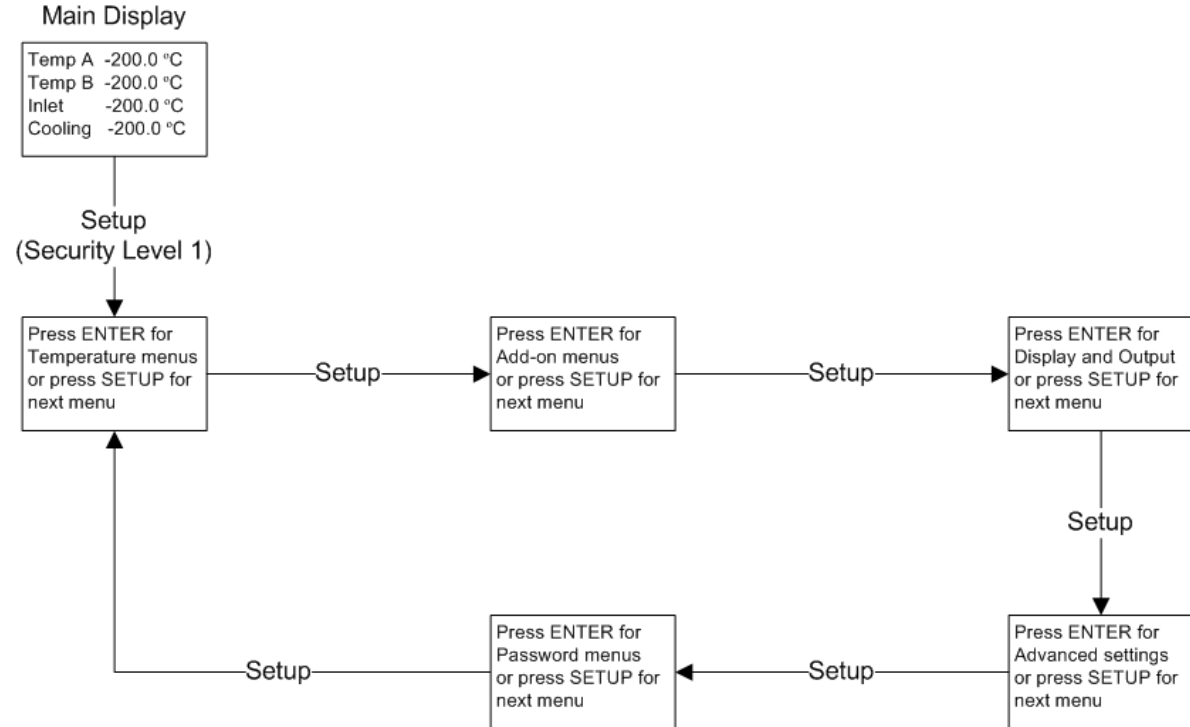 Main Display
Temp A -200.0 °C
Temp B -200.0 °C
Inlet -200.0 °C
Cooling -200.0 °C
Setup
(Security Level 1)
Press ENTER for
Temperature menus
or press SETUP for
next menu
Setup
Press ENTER for
Add-on menus
or press SETUP for
next menu
Setup
Press ENTER for
Display and Output
or press SETUP for
next menu
Setup
Press ENTER for
Advanced settings
or press SETUP for
next menu
Setup
Press ENTER for
Password menus
or press SETUP for
next menu
Setup